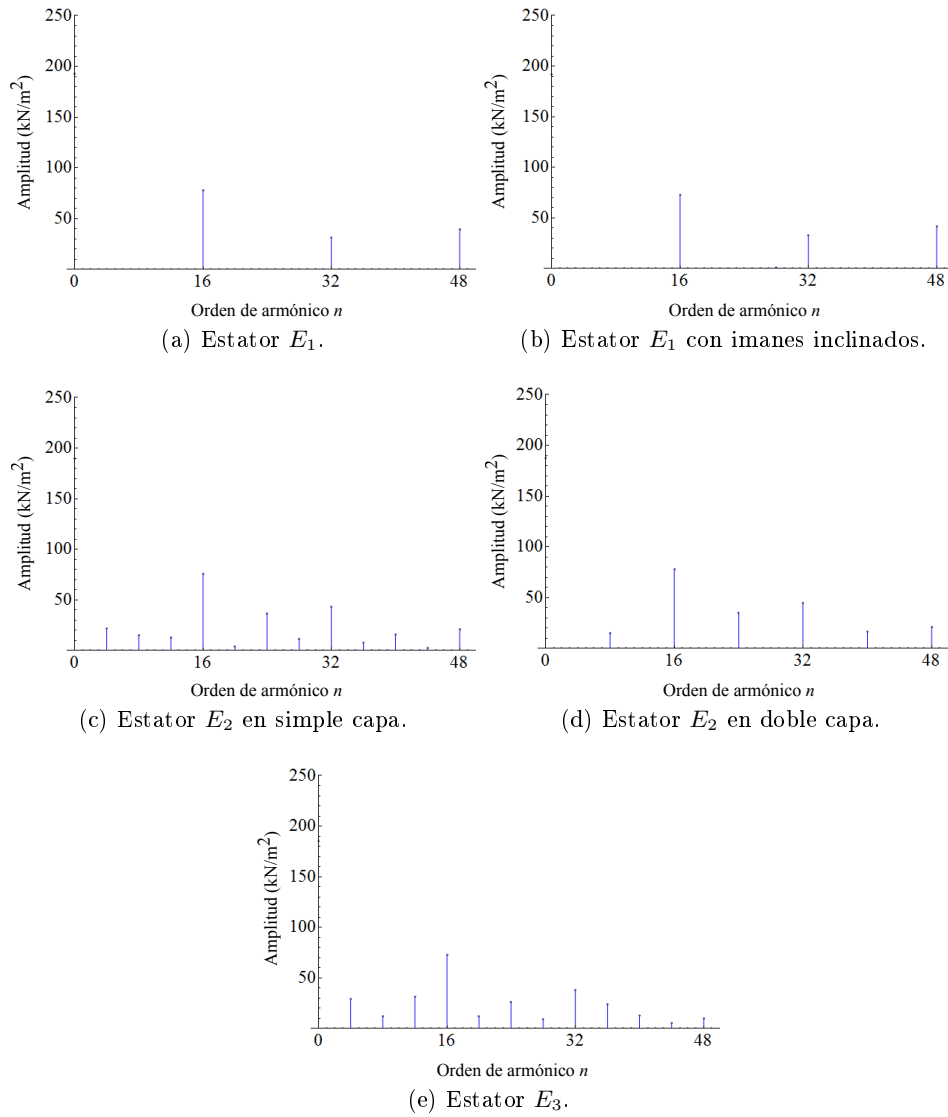 250
200
150
100
50
Amplitud (kN/m²)
0 16 32 48
Orden de armónico n
(a) Estator E₁.
250
200
150
100
50
Amplitud (kN/m²)
0 16 32 48
Orden de armónico n
(b) Estator E₁ con imanes inclinados.
250
200
150
100
50
Amplitud (kN/m²)
0 16 32 48
Orden de armónico n
(c) Estator E₂ en simple capa.
250
200
150
100
50
Amplitud (kN/m²)
0 16 32 48
Orden de armónico n
(d) Estator E₂ en doble capa.
250
200
150
100
50
Amplitud (kN/m²)
0 16 32 48
Orden de armónico n
(e) Estator E₃.